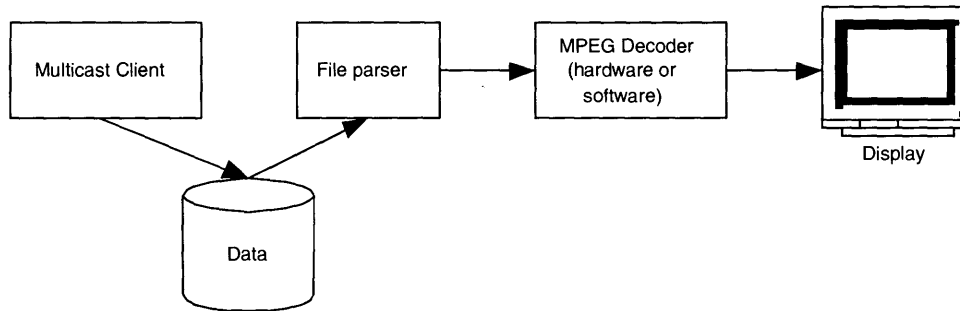 Multicast Client
File parser
MPEG Decoder
(hardware or
software)
Display
Data